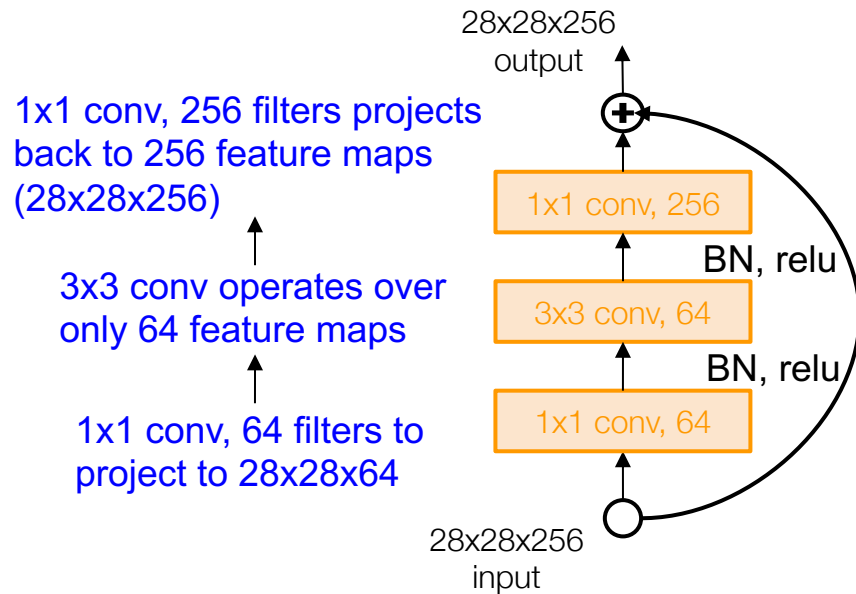 28x28x256
output
1x1 conv, 256 filters projects
back to 256 feature maps
(28x28x256)
1x1 conv, 256
BN, relu
3x3 conv operates over
only 64 feature maps
3x3 conv, 64
BN, relu
1x1 conv, 64 filters to
project to 28x28x64
1x1 conv, 64
28x28x256
input